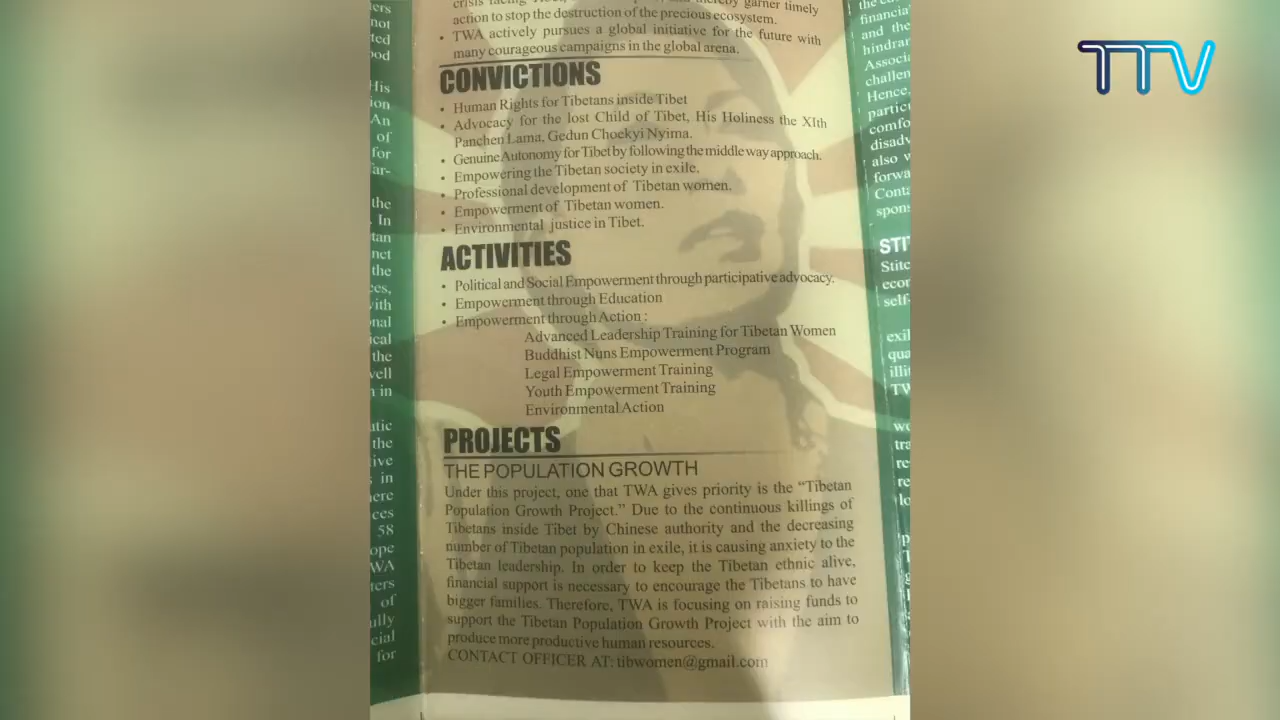 TTV
crisis facing
garner timely
action to stop the destruction of the precious ecosystem.
• TWA actively pursues a global initiative for the future with
many courageous campaigns in the global arena.
CONVICTIONS
• Human Rights for Tibetans inside Tibet
• Advocacy for the lost Child of Tibet, His Holiness the XIth
Panchen Lama, Gedun Choekyi Nyima.
• Genuine Autonomy for Tibet by following the middle way approach.
• Empowering the Tibetan society in exile.
• Professional development of Tibetan women.
• Empowerment of Tibetan women.
• Environmental justice in Tibet.
ACTIVITIES
• Political and Social Empowerment through participative advocacy.
• Empowerment through Education
• Empowerment through Action :
Advanced Leadership Training for Tibetan Women
Buddhist Nuns Empowerment Program
Legal Empowerment Training
Youth Empowerment Training
Environmental Action
PROJECTS
THE POPULATION GROWTH
Under this project, one that TWA gives priority is the “Tibetan
Population Growth Project.” Due to the continuous killings of
Tibetans inside Tibet by Chinese authority and the decreasing
number of Tibetan population in exile, it is causing anxiety to the
Tibetan leadership. In order to keep the Tibetan ethnic alive,
financial support is necessary to encourage the Tibetans to have
bigger families. Therefore, TWA is focusing on raising funds to
support the Tibetan Population Growth Project with the aim to
produce more productive human resources.
CONTACT OFFICER AT: tibwomen@gmail.com